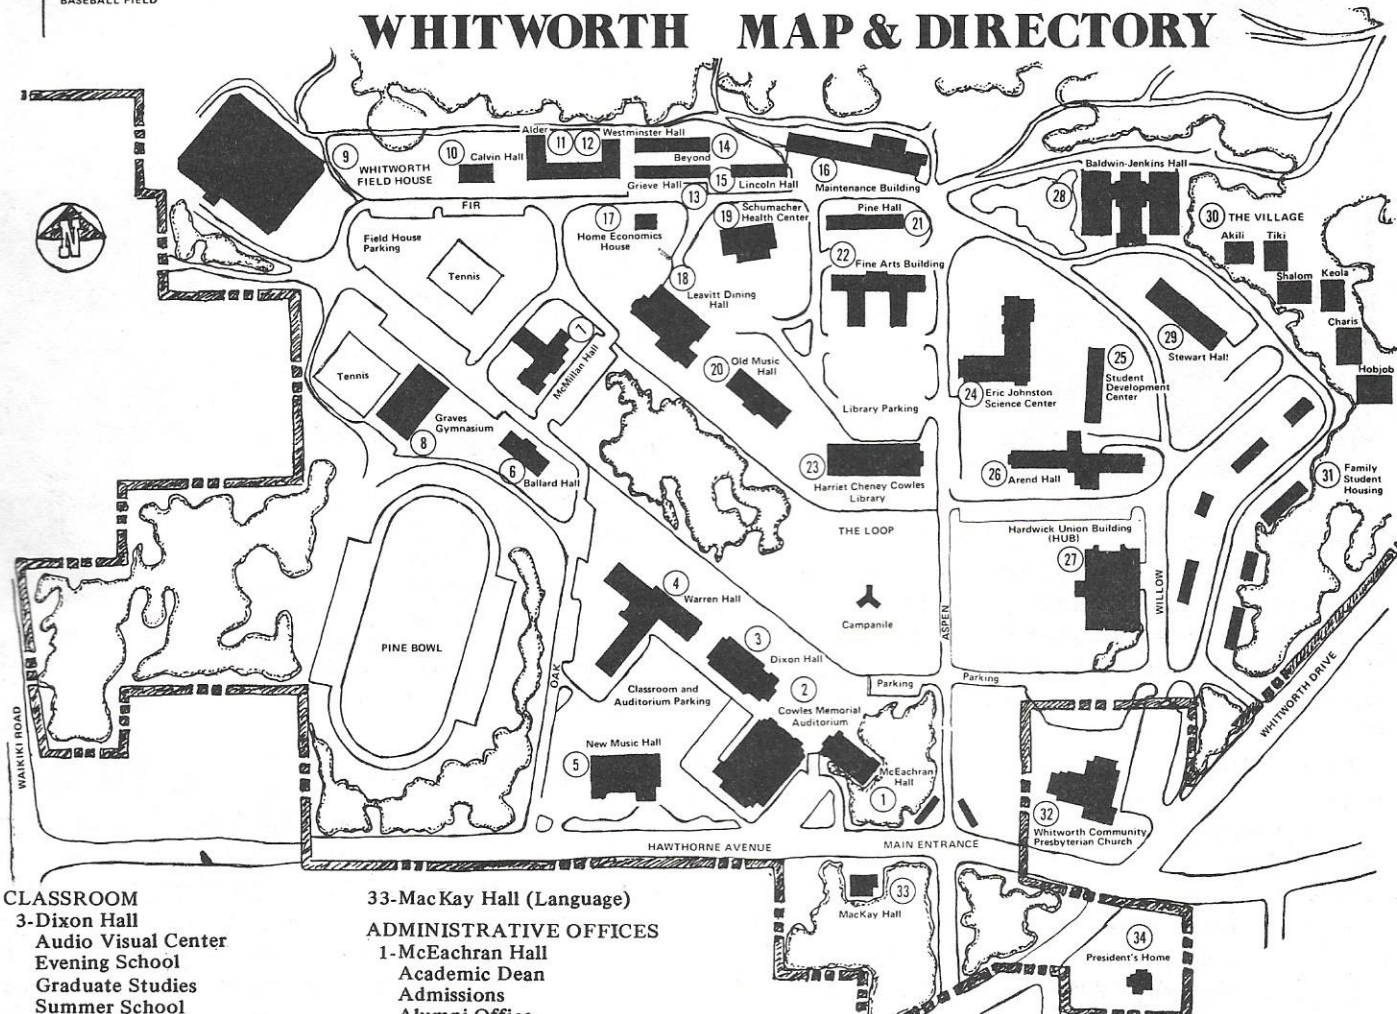 BASEBALL FIELD
WHITWORTH MAP & DIRECTORY
N
9
WHITWORTH
FIELD HOUSE
10
Calvin Hall
Alder
11
12
Westminster Hall
14
Beyond
Grieve Hall
15
Lincoln Hall
13
16
Maintenance Building
FIR
17
Home Economics
House
19
Schumacher
Health Center
Pine Hall
21
22
Fine Arts Building
Baldwin-Jenkins Hall
28
30
THE VILLAGE
Akili
Tiki
Shalom
Keola
Charis
Hobjob
Field House
Parking
Tennis
18
Leavitt Dining
Hall
7
McMillan Hall
20
Old Music
Hall
29
Stewart Hall
25
Student
Development
Center
24
Eric Johnston
Science Center
Tennis
Graves
Gymnasium
8
6
Ballard Hall
Library Parking
23
Harriet Cheney Cowles
Library
26
Arend Hall
31
Family
Student
Housing
THE LOOP
Hardwick Union Building
(HUB)
27
4
Warren Hall
Campanile
ASPEN
WILLOW
3
Dixon Hall
PINE BOWL
OAK
Classroom and
Auditorium Parking
2
Cowles Memorial
Auditorium
Parking
Parking
WHITWORTH DRIVE
WAIKIKI ROAD
New Music Hall
5
McEachran
Hall
1
32
Whitworth Community
Presbyterian Church
HAWTHORNE AVENUE
MAIN ENTRANCE
33
MacKay Hall
34
President's Home
CLASSROOM
3-Dixon Hall
Audio Visual Center
Evening School
Graduate Studies
Summer School
33-MacKay Hall (Language)
ADMINISTRATIVE OFFICES
1-McEachran Hall
Academic Dean
Admissions
Alumni Office